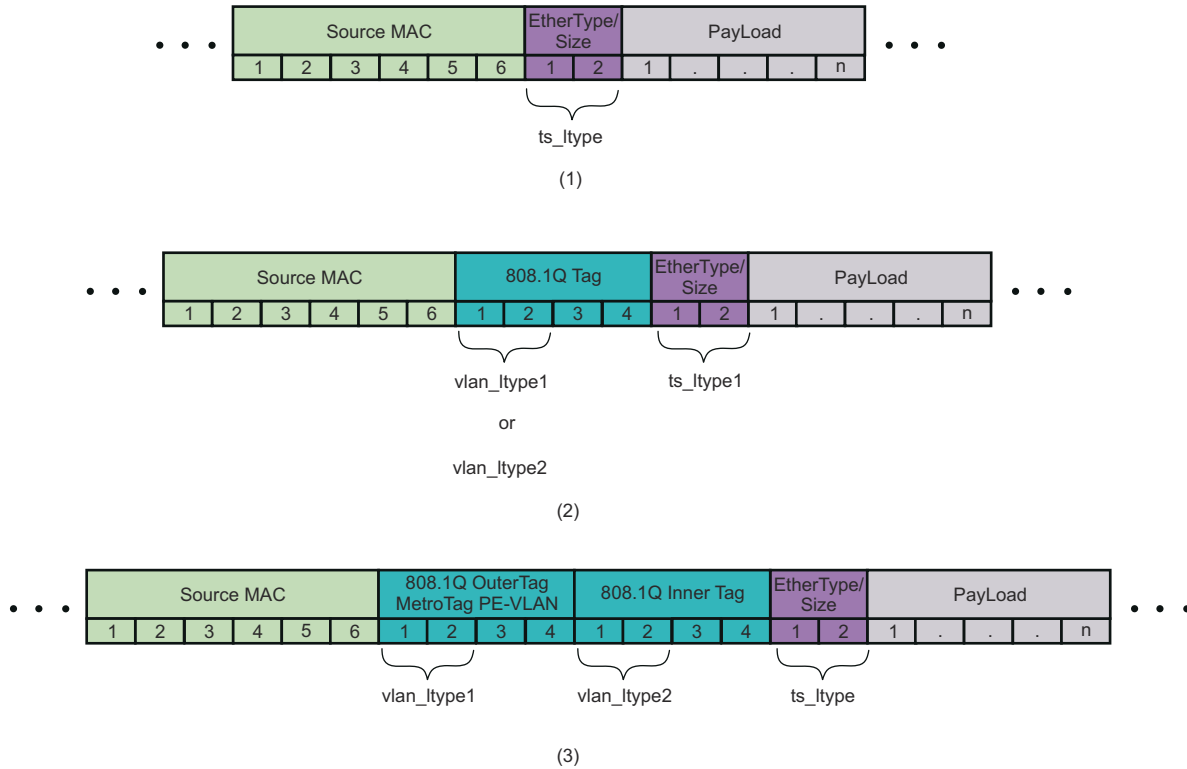 Source MAC EtherType/ Size PayLoad
1 2 3 4 5 6 1 2 1 . . . n
ts_ltype
(1)
Source MAC 808.1Q Tag EtherType/ Size PayLoad
1 2 3 4 5 6 1 2 3 4 1 2 1 . . . n
vlan_ltype1 ts_ltype1
or
vlan_ltype2
(2)
Source MAC 808.1Q OuterTag MetroTag PE-VLAN 808.1Q Inner Tag EtherType/ Size PayLoad
1 2 3 4 5 6 1 2 3 4 1 2 3 4 1 2 1 . . . n
vlan_ltype1 vlan_ltype2 ts_ltype
(3)